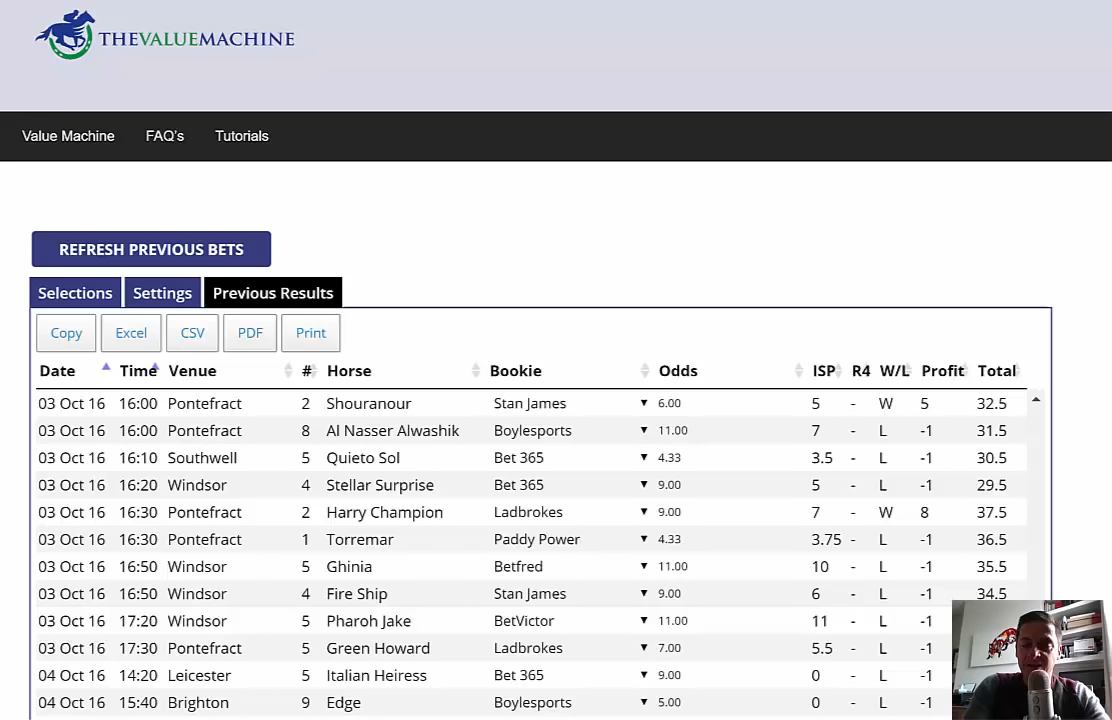 THEVALUEMACHINE
Value Machine FAQ's Tutorials
REFRESH PREVIOUS BETS
Selections Settings Previous Results
Copy Excel CSV PDF Print
Date Time Venue # Horse Bookie Odds ISP R4 W/L Profit Total
03 Oct 16 16:00 Pontefract 2 Shouranour Stan James 6.00 5 - W 5 32.5
03 Oct 16 16:00 Pontefract 8 Al Nasser Alwashik Boylesports 11.00 7 - L -1 31.5
03 Oct 16 16:10 Southwell 5 Quieto Sol Bet 365 4.33 3.5 - L -1 30.5
03 Oct 16 16:20 Windsor 4 Stellar Surprise Bet 365 9.00 5 - L -1 29.5
03 Oct 16 16:30 Pontefract 2 Harry Champion Ladbrokes 9.00 7 - W 8 37.5
03 Oct 16 16:30 Pontefract 1 Torremar Paddy Power 4.33 3.75 - L -1 36.5
03 Oct 16 16:50 Windsor 5 Ghinia Betfred 11.00 10 - L -1 35.5
03 Oct 16 16:50 Windsor 4 Fire Ship Stan James 9.00 6 - L -1 34.5
03 Oct 16 17:20 Windsor 5 Pharoh Jake BetVictor 11.00 11 - L -1
03 Oct 16 17:30 Pontefract 5 Green Howard Ladbrokes 7.00 5.5 - L -1
04 Oct 16 14:20 Leicester 5 Italian Heiress Bet 365 9.00 0 - L -1
04 Oct 16 15:40 Brighton 9 Edge Boylesports 5.00 0 - L -1